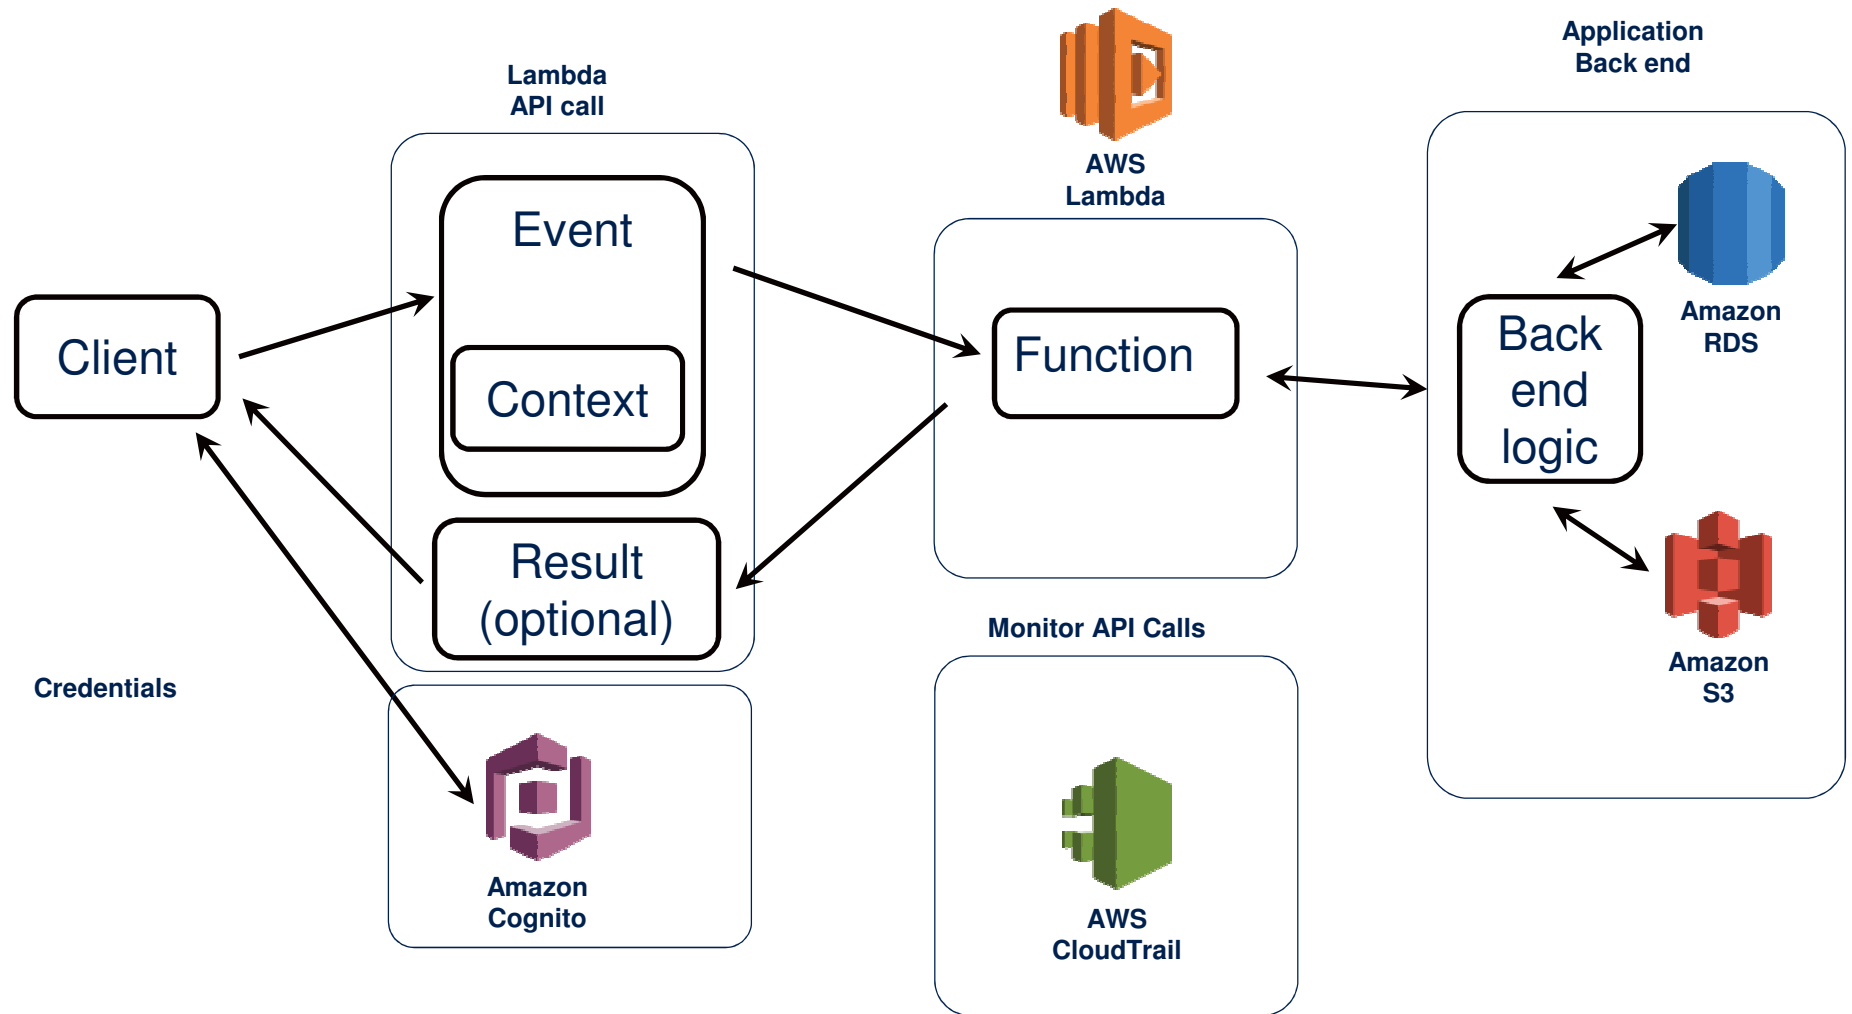 Lambda
API call
Event
Context
Result
(optional)
Client
Credentials
Amazon
Cognito
AWS
Lambda
Function
Monitor API Calls
AWS
CloudTrail
Application
Back end
Back
end
logic
Amazon
RDS
Amazon
S3